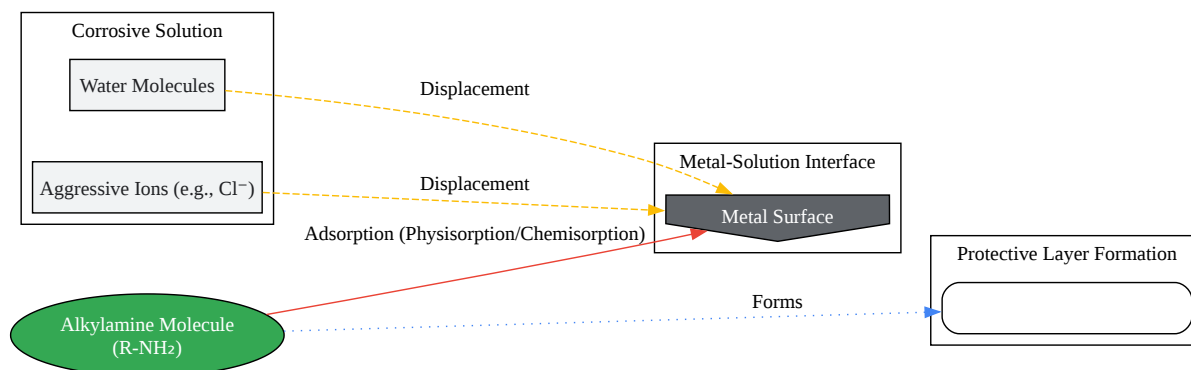 Corrosive Solution
Water Molecules
Displacement
Metal-Solution Interface
Aggressive Ions (e.g., Cl⁻)
Displacement
Metal Surface
Adsorption (Physisorption/Chemisorption)
Protective Layer Formation
Alkylamine Molecule
(R-NH₂)
Forms